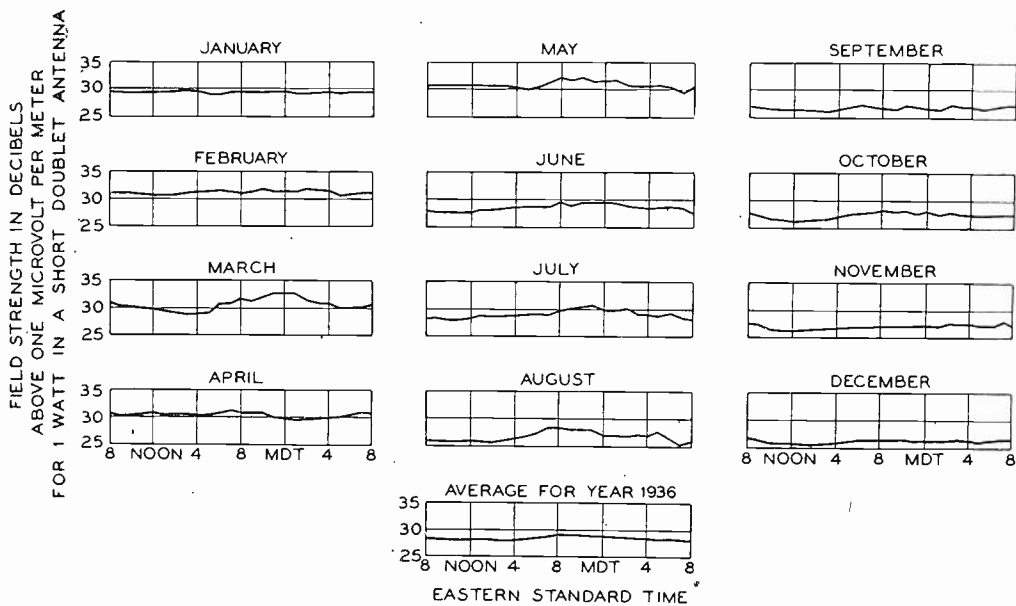 FIELD STRENGTH IN DECIBELS
ABOVE ONE MICROVOLT PER METER
FOR 1 WATT IN A SHORT DOUBLET ANTENNA
JANUARY
35
30
25
FEBRUARY
35
30
25
MARCH
35
30
25
APRIL
35
30
25
8 NOON 4 8 MDT 4 8
MAY
JUNE
JULY
AUGUST
SEPTEMBER
OCTOBER
NOVEMBER
DECEMBER
8 NOON 4 8 MDT 4 8
AVERAGE FOR YEAR 1936
35
30
25
8 NOON 4 8 MDT 4 8
EASTERN STANDARD TIME